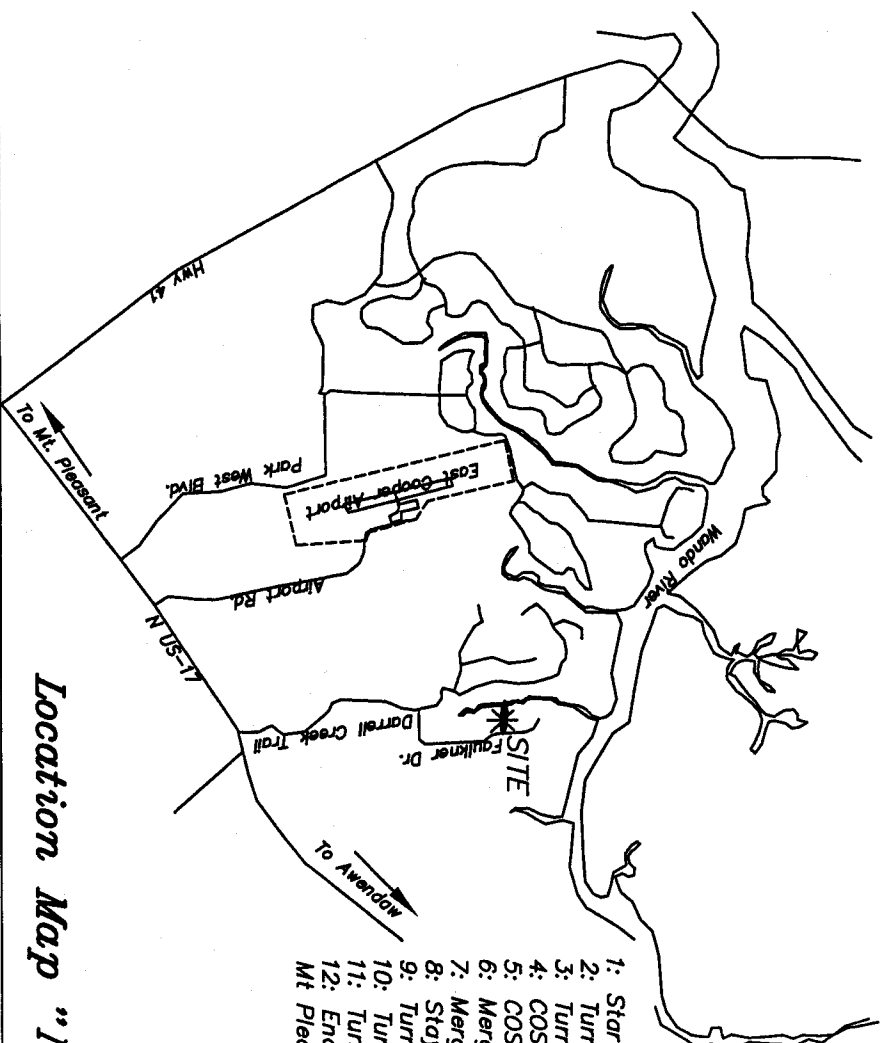 Hwy 41
To Mt. Pleasant
Park West Blvd.
East Cooper Airport
Airport Rd.
N US-17
Wando River
Darrell Creek Trail
Faulkner Dr.
SITE
To Awendaw
1: Star
2: Turn
3: Turn
4: COS
5: COS
6: Merg
7: Merg
8: Stay
9: Turn
10: Turn
11: Turn
12: End
Mt Plea
Location Map "